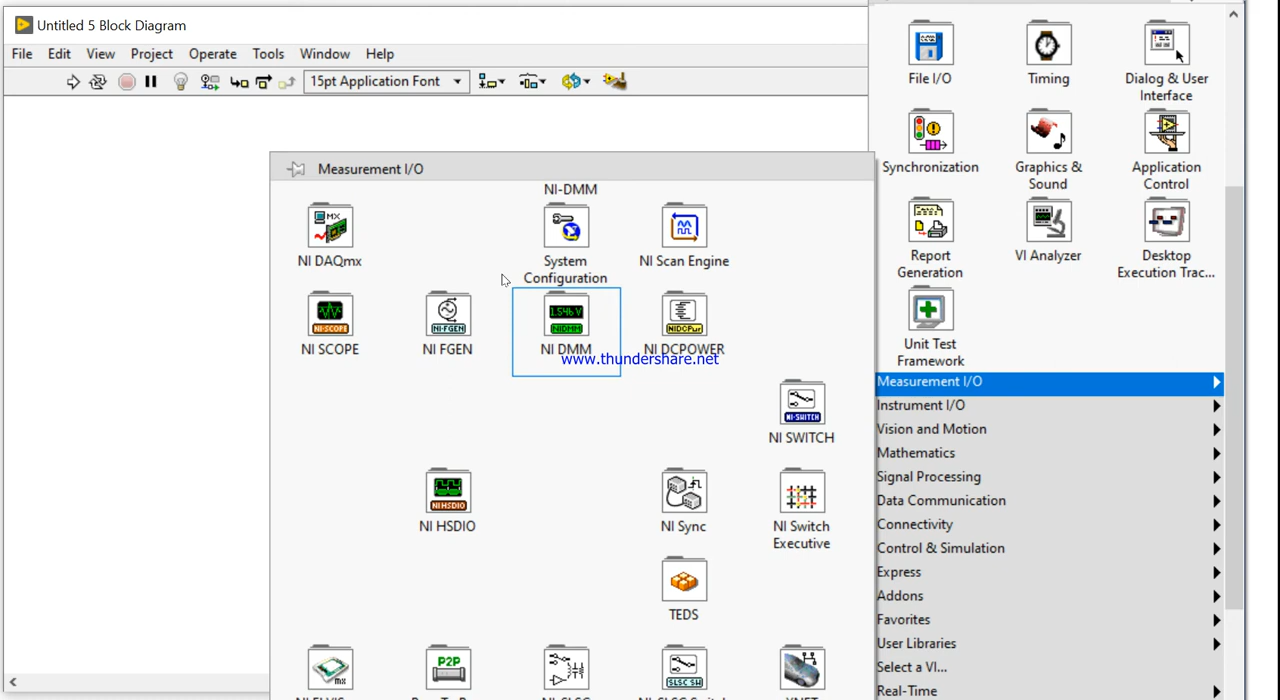 Untitled 5 Block Diagram
File Edit View Project Operate Tools Window Help
15pt Application Font
Measurement I/O
NI-DMM
NI DAQmx
System
Configuration
NI Scan Engine
NI SCOPE
NI FGEN
NI DMM
NI DCPOWER
www.thundershare.net
NI SWITCH
NI HSDIO
NI Sync
NI Switch
Executive
TEDS
P2P
File I/O
Timing
Dialog & User
Interface
Synchronization
Graphics &
Sound
Application
Control
Report
Generation
VI Analyzer
Desktop
Execution Trac...
Unit Test
Framework
Measurement I/O
Instrument I/O
Vision and Motion
Mathematics
Signal Processing
Data Communication
Connectivity
Control & Simulation
Express
Addons
Favorites
User Libraries
Select a VI...
Real-Time